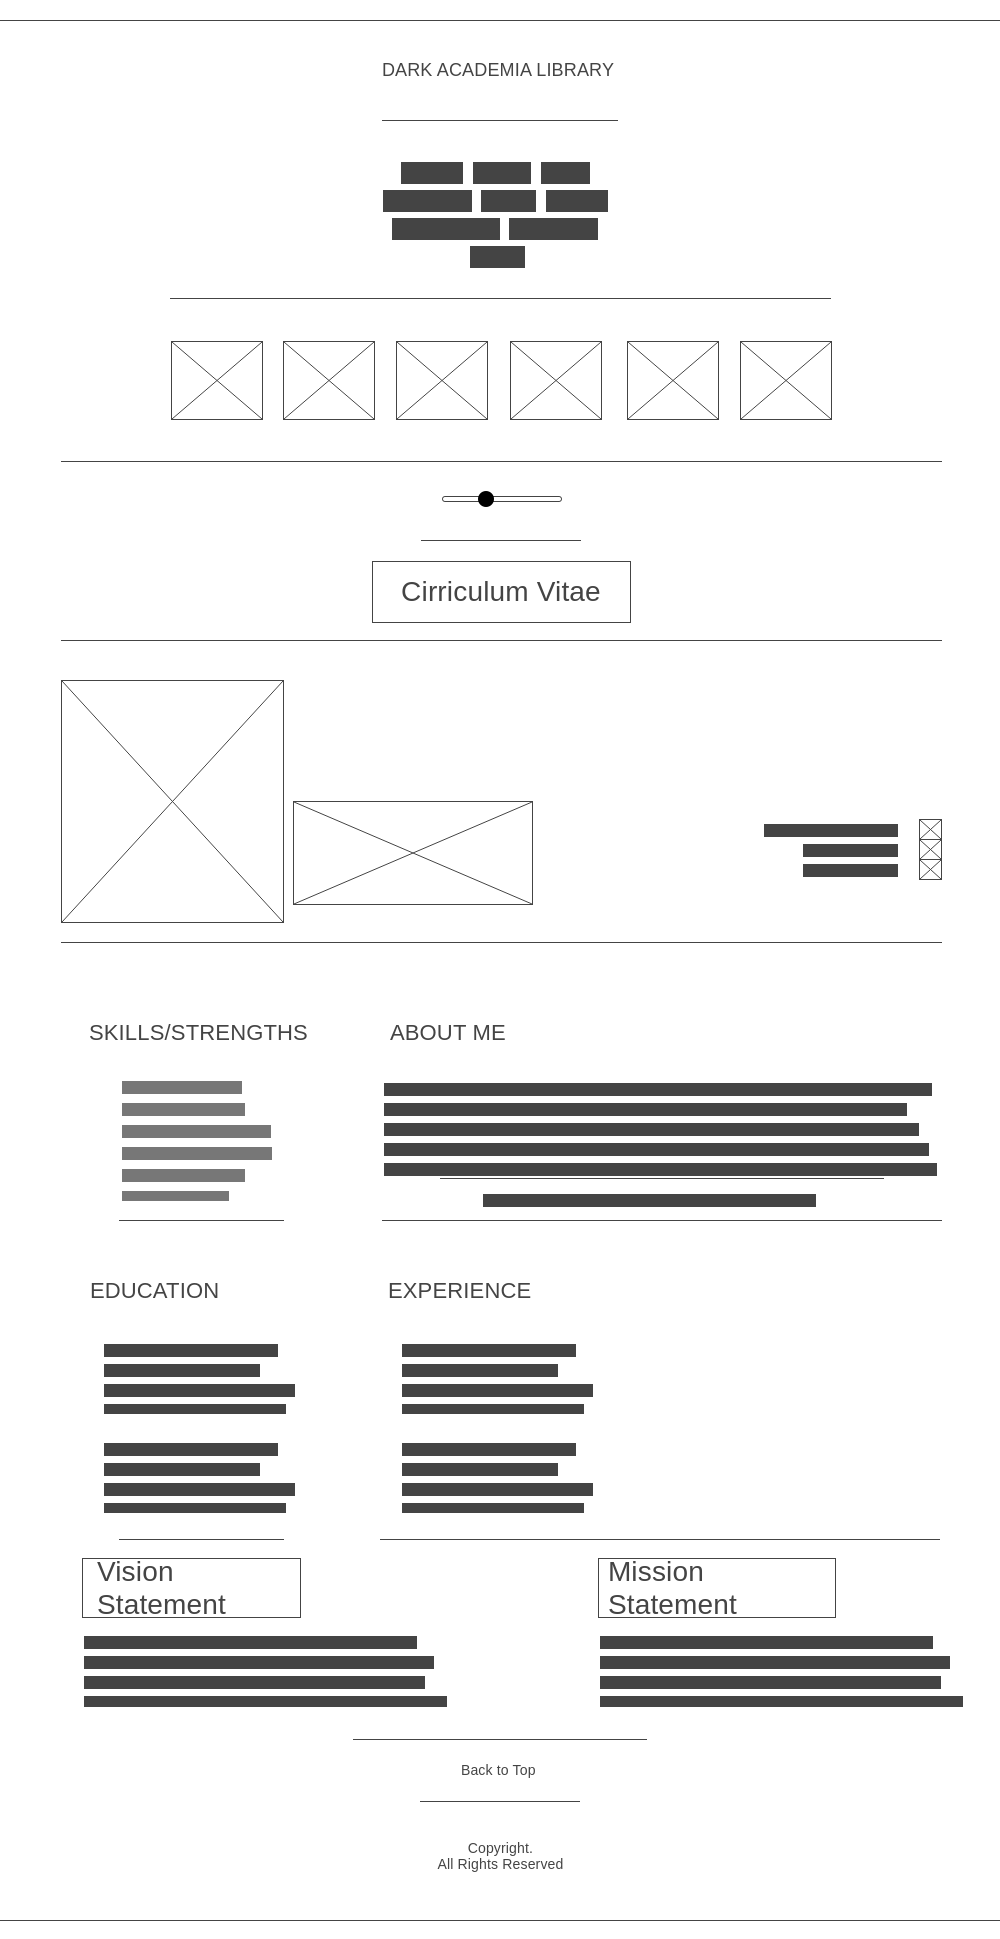 DARK ACADEMIA LIBRARY
Cirriculum Vitae
SKILLS/STRENGTHS
ABOUT ME
EDUCATION
EXPERIENCE
Vision
Statement
Mission
Statement
Back to Top
Copyright.
All Rights Reserved